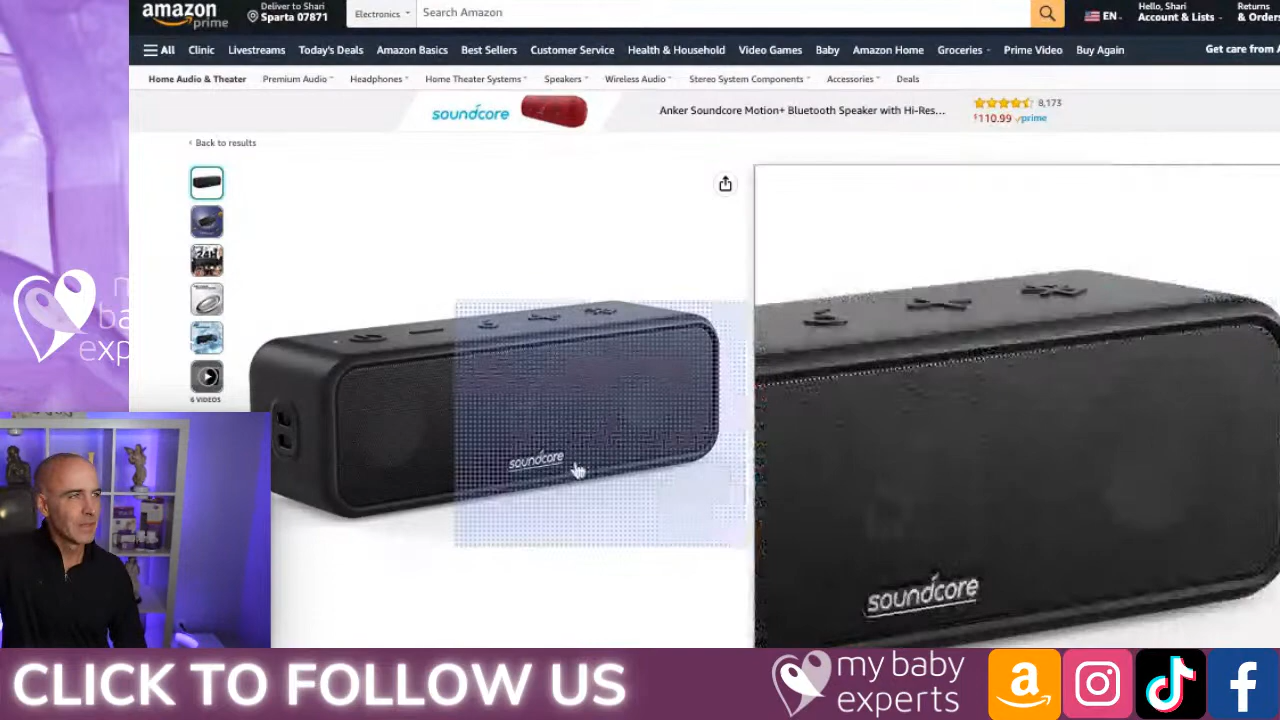 amazon
prime
Deliver to Shari
Sparta 07871
Electronics
Search Amazon
EN
Hello, Shari
Account & Lists
Returns
& Orders
All Clinic Livestreams Today's Deals Amazon Basics Best Sellers Customer Service Health & Household Video Games Baby Amazon Home Groceries Prime Video Buy Again
Get care from A
Home Audio & Theater Premium Audio Headphones Home Theater Systems Speakers Wireless Audio Stereo System Components Accessories Deals
soundcore
Anker Soundcore Motion+ Bluetooth Speaker with Hi-Res...
8,173
$110.99 prime
‹ Back to results
24H
6 VIDEOS
soundcore
soundcore
m
ba
exp
CLICK TO FOLLOW US
my baby
experts
a
f